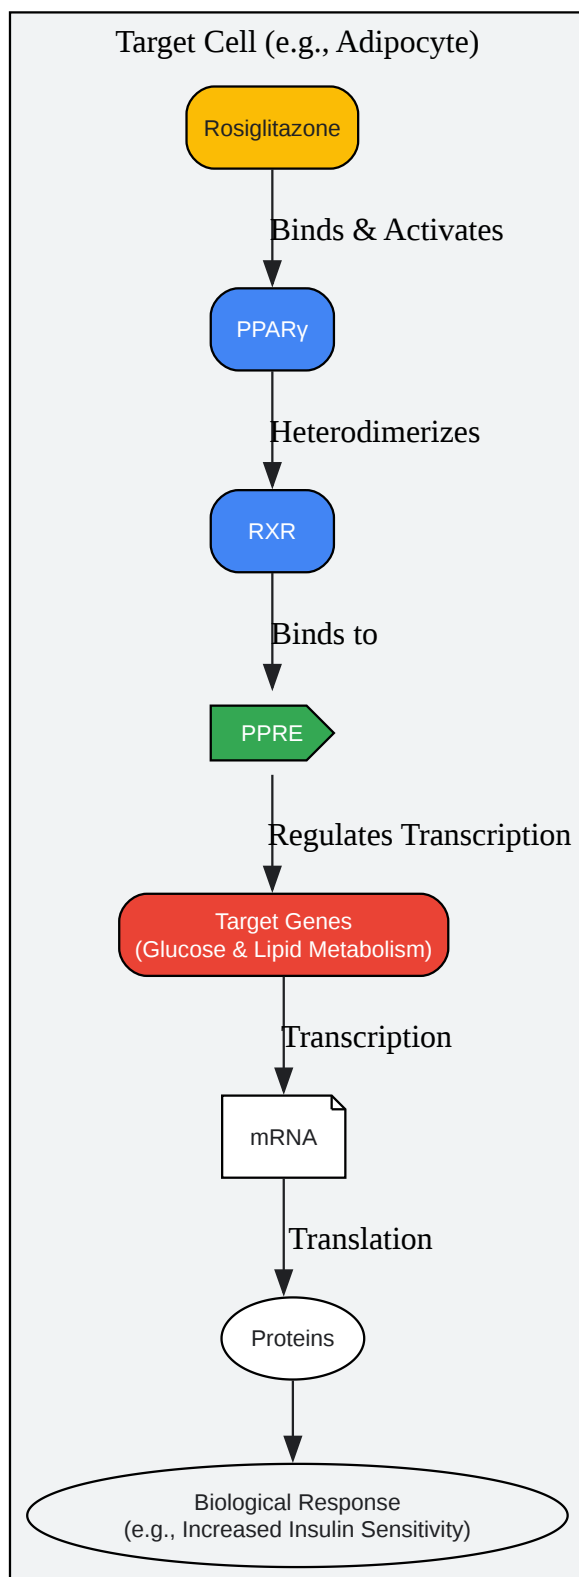 Target Cell (e.g., Adipocyte)
Rosiglitazone
Binds & Activates
PPARγ
Heterodimerizes
RXR
Binds to
PPRE
Regulates Transcription
Target Genes
(Glucose & Lipid Metabolism)
Transcription
mRNA
Translation
Proteins
Biological Response
(e.g., Increased Insulin Sensitivity)